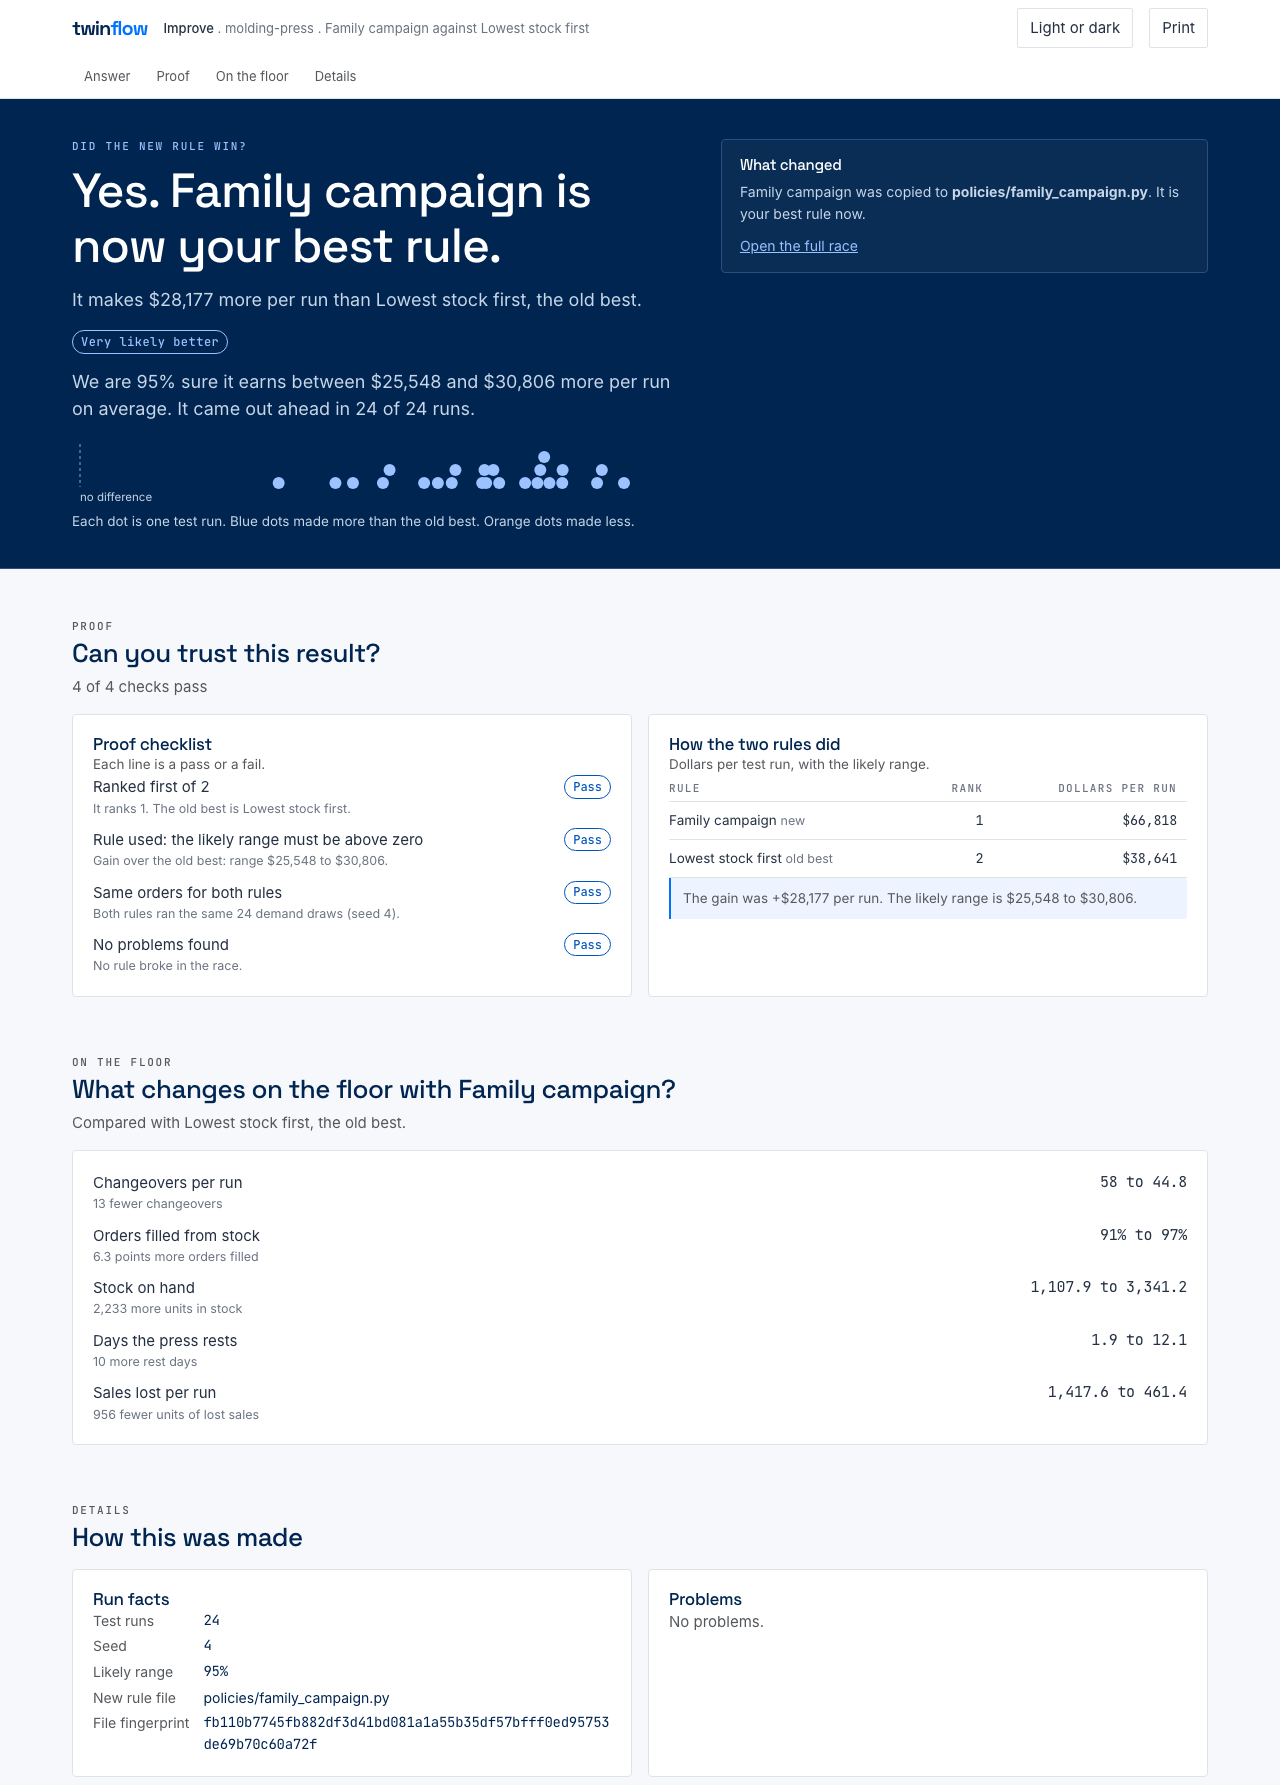 twinflow Improve . molding-press . Family campaign against Lowest stock first
Light or dark
Print
Answer Proof On the floor Details
DID THE NEW RULE WIN?
Yes. Family campaign is
now your best rule.
It makes $28,177 more per run than Lowest stock first, the old best.
Very likely better
We are 95% sure it earns between $25,548 and $30,806 more per run
on average. It came out ahead in 24 of 24 runs.
no difference
Each dot is one test run. Blue dots made more than the old best. Orange dots made less.
What changed
Family campaign was copied to policies/family_campaign.py. It is
your best rule now.
Open the full race
PROOF
Can you trust this result?
4 of 4 checks pass
Proof checklist
Each line is a pass or a fail.
Ranked first of 2 Pass
It ranks 1. The old best is Lowest stock first.
Rule used: the likely range must be above zero Pass
Gain over the old best: range $25,548 to $30,806.
Same orders for both rules Pass
Both rules ran the same 24 demand draws (seed 4).
No problems found Pass
No rule broke in the race.
How the two rules did
Dollars per test run, with the likely range.
RULE RANK DOLLARS PER RUN
Family campaign new 1 $66,818
Lowest stock first old best 2 $38,641
The gain was +$28,177 per run. The likely range is $25,548 to $30,806.
ON THE FLOOR
What changes on the floor with Family campaign?
Compared with Lowest stock first, the old best.
Changeovers per run 58 to 44.8
13 fewer changeovers
Orders filled from stock 91% to 97%
6.3 points more orders filled
Stock on hand 1,107.9 to 3,341.2
2,233 more units in stock
Days the press rests 1.9 to 12.1
10 more rest days
Sales lost per run 1,417.6 to 461.4
956 fewer units of lost sales
DETAILS
How this was made
Run facts
Test runs 24
Seed 4
Likely range 95%
New rule file policies/family_campaign.py
File fingerprint fb110b7745fb882df3d41bd081a1a55b35df57bfff0ed95753
de69b70c60a72f
Problems
No problems.